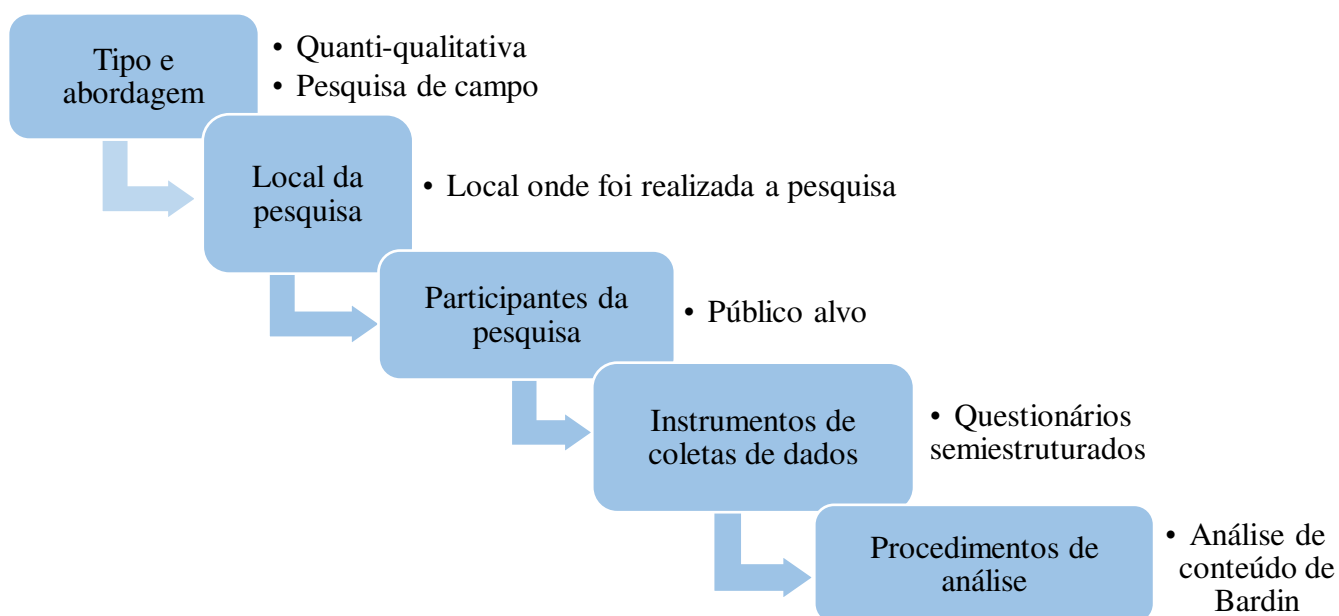 Tipo e
abordagem
• Quanti-qualitativa
• Pesquisa de campo
Local da
pesquisa
• Local onde foi realizada a pesquisa
Participantes da
pesquisa
• Público alvo
Instrumentos de
coletas de dados
• Questionários
semiestruturados
Procedimentos de
análise
• Análise de
conteúdo de
Bardin